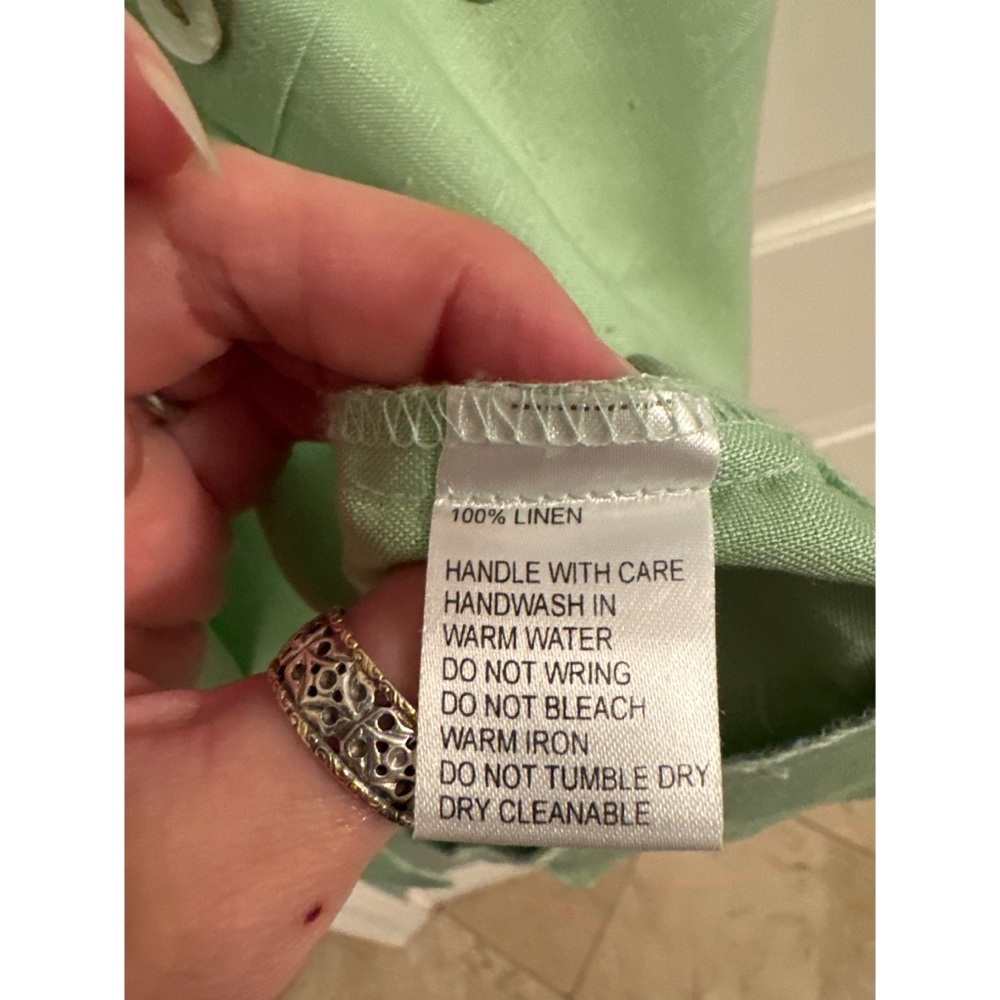 100% LINEN
HANDLE WITH CARE
HANDWASH IN
WARM WATER
DO NOT WRING
DO NOT BLEACH
WARM IRON
DO NOT TUMBLE DRY
DRY CLEANABLE